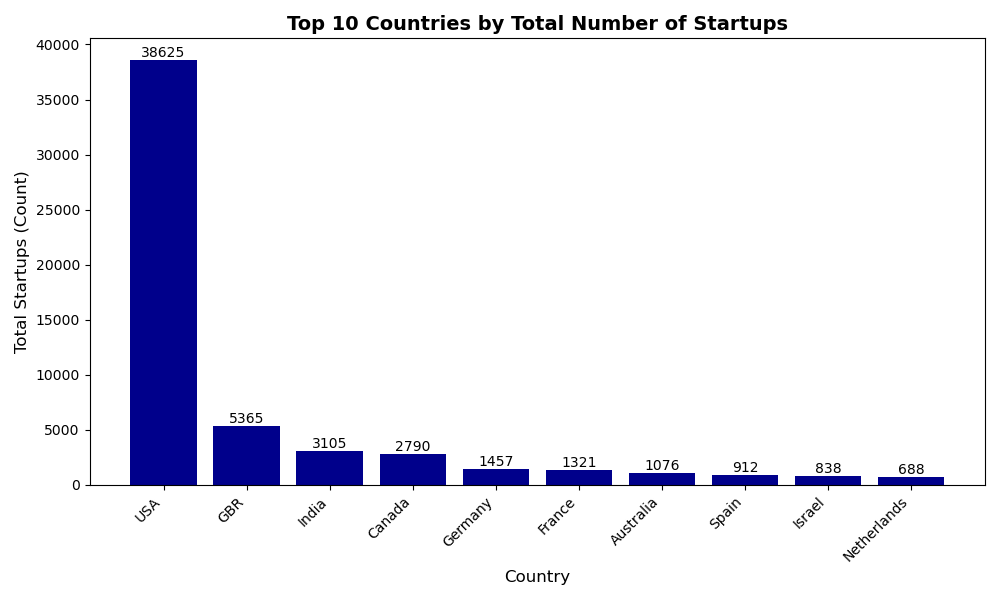 Top 10 Countries by Total Number of Startups
Total Startups (Count)
40000
35000
30000
25000
20000
15000
10000
5000
0
38625
5365
3105
2790
1457
1321
1076
912
838
688
USA
GBR
India
Canada
Germany
France
Australia
Spain
Israel
Netherlands
Country